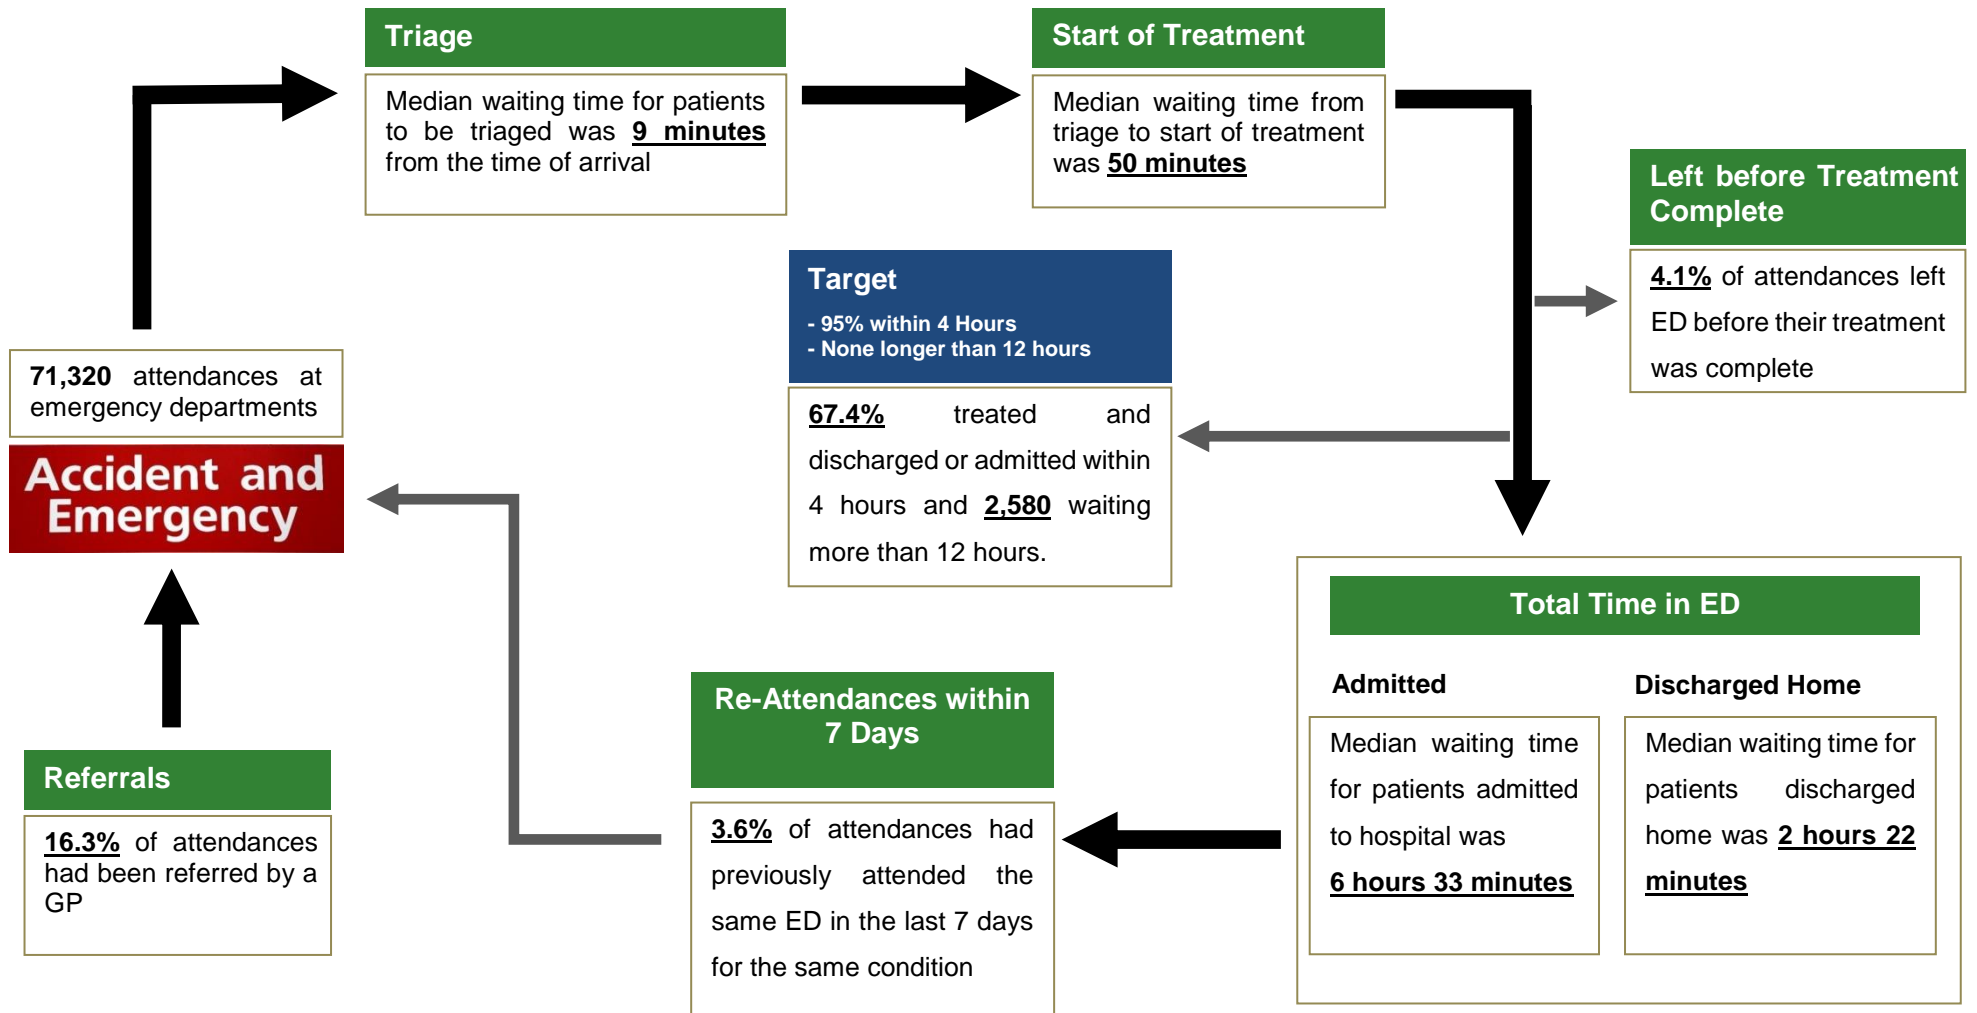 Triage
Median waiting time for patients
to be triaged was 9 minutes
from the time of arrival
Start of Treatment
Median waiting time from
triage to start of treatment
was 50 minutes
Left before Treatment
Complete
4.1% of attendances left
ED before their treatment
was complete
Target
- 95% within 4 Hours
- None longer than 12 hours
67.4% treated and
discharged or admitted within
4 hours and 2,580 waiting
more than 12 hours.
71,320 attendances at
emergency departments
Accident and
Emergency
Referrals
16.3% of attendances
had been referred by a
GP
Re-Attendances within
7 Days
3.6% of attendances had
previously attended the
same ED in the last 7 days
for the same condition
Total Time in ED
Admitted
Median waiting time
for patients admitted
to hospital was
6 hours 33 minutes
Discharged Home
Median waiting time for
patients discharged
home was 2 hours 22
minutes